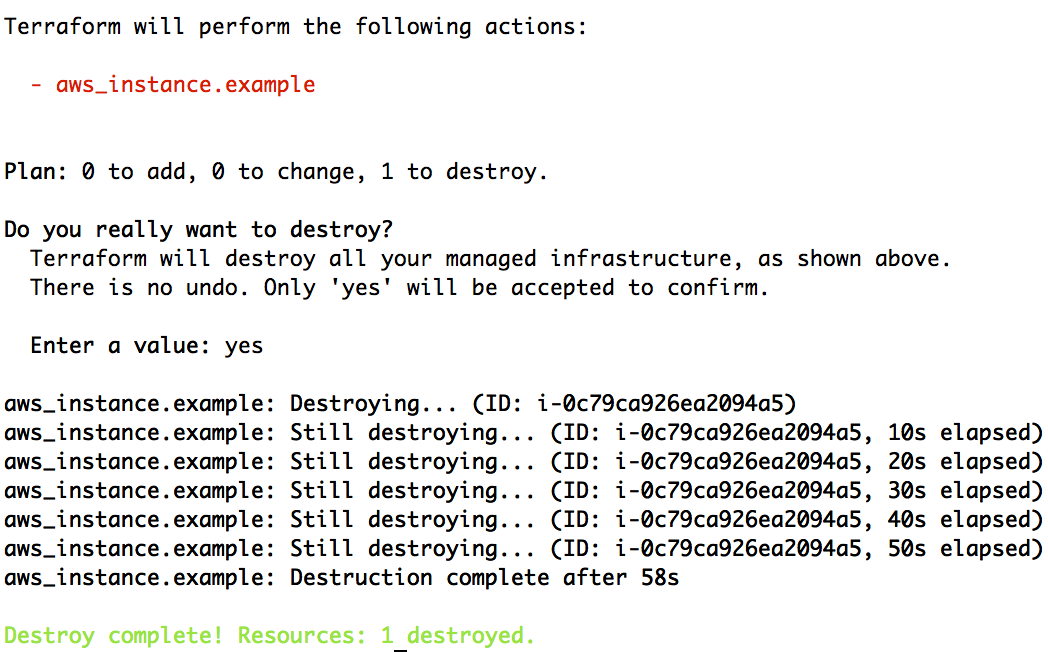 Terraform will perform the following actions:
- aws_instance.example
Plan: 0 to add, 0 to change, 1 to destroy.
Do you really want to destroy?
Terraform will destroy all your managed infrastructure, as shown above.
There is no undo. Only 'yes' will be accepted to confirm.
Enter a value: yes
aws_instance.example: Destroying... (ID: i-0c79ca926ea2094a5)
aws_instance.example: Still destroying... (ID: i-0c79ca926ea2094a5, 10s elapsed)
aws_instance.example: Still destroying... (ID: i-0c79ca926ea2094a5, 20s elapsed)
aws_instance.example: Still destroying... (ID: i-0c79ca926ea2094a5, 30s elapsed)
aws_instance.example: Still destroying... (ID: i-0c79ca926ea2094a5, 40s elapsed)
aws_instance.example: Still destroying... (ID: i-0c79ca926ea2094a5, 50s elapsed)
aws_instance.example: Destruction complete after 58s
Destroy complete! Resources: 1 destroyed.